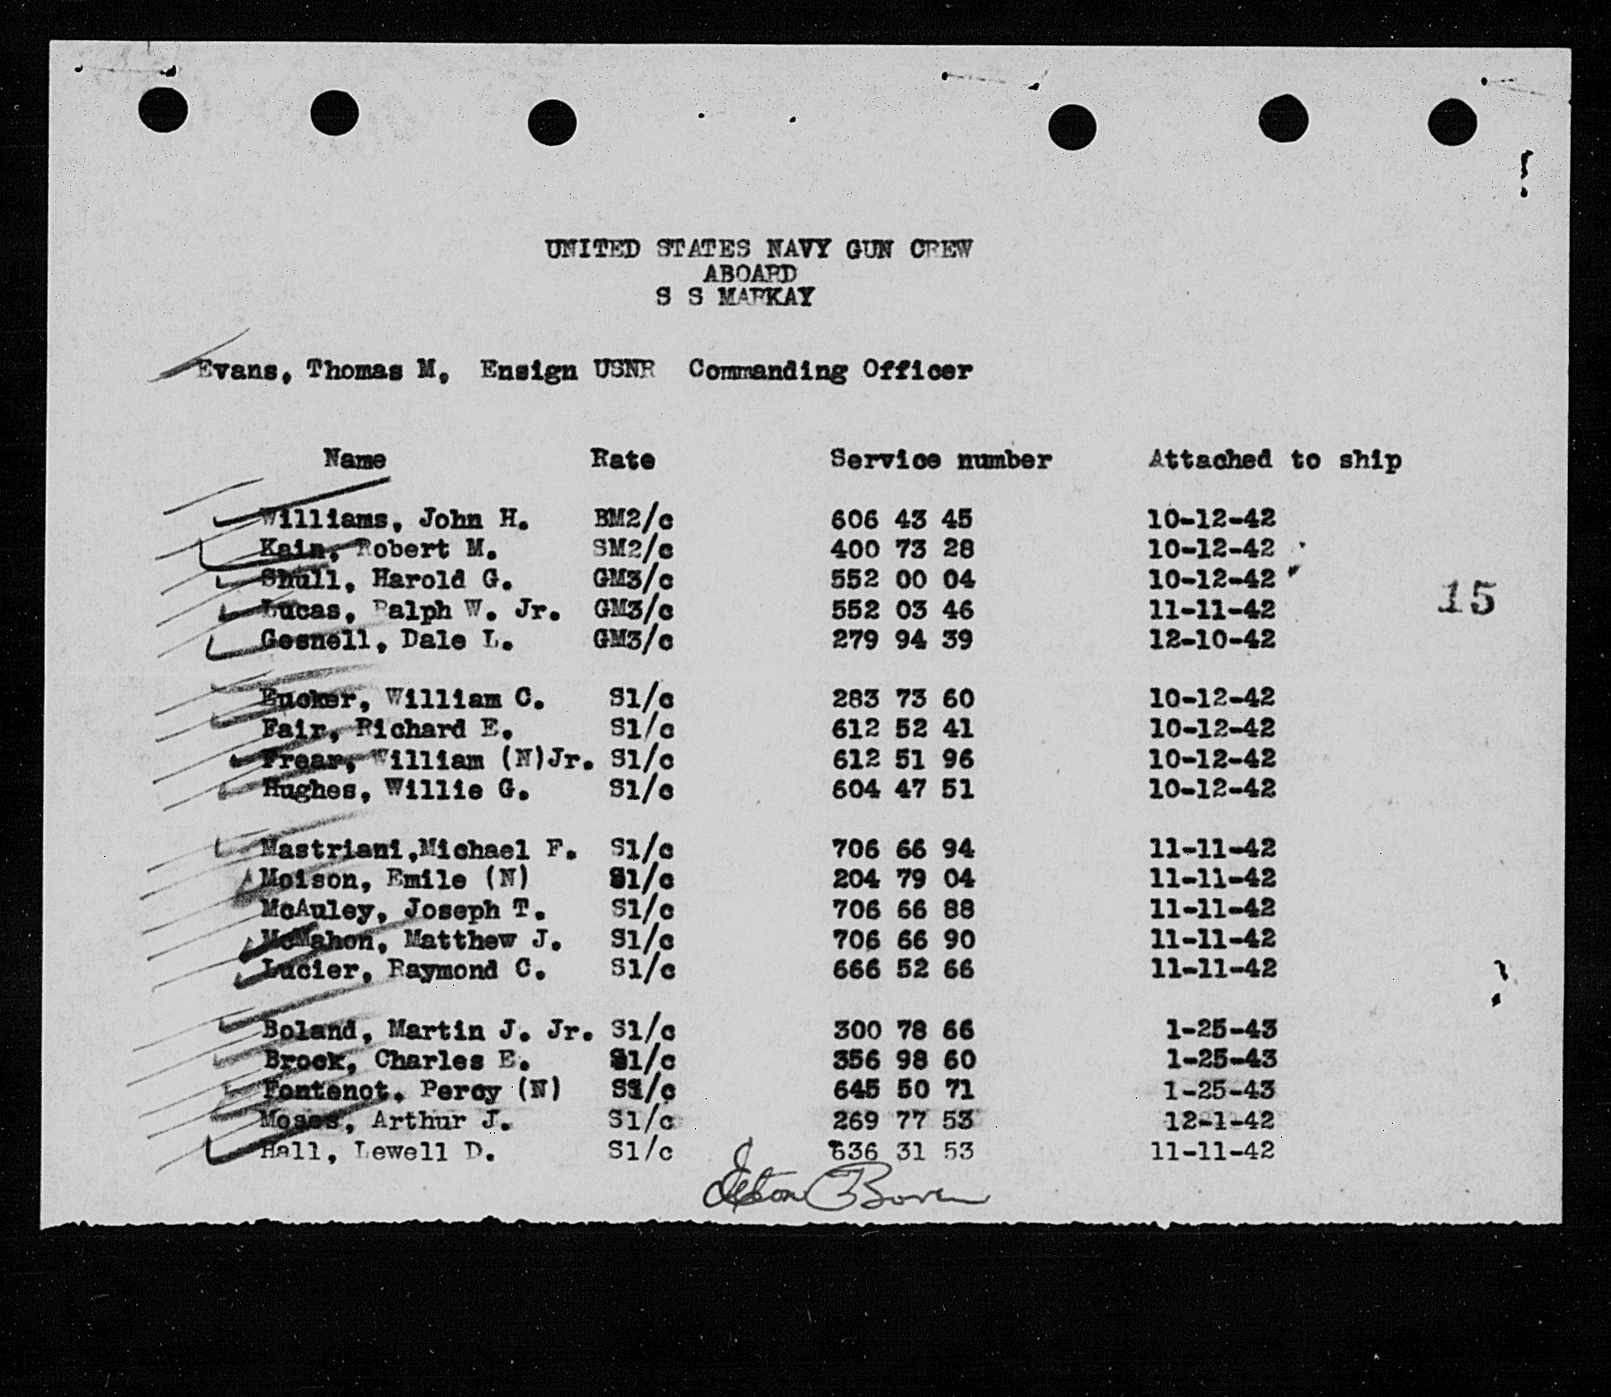 UNITED STATES NAVY GUN CREW
ABOARD
S S MARKAY
Evans, Thomas M. Ensign USNR Commanding Officer
Name Rate Service number Attached to ship
Williams, John H. BM2/c 606 43 45 10-12-42
Kain, Robert M. SM2/c 400 73 28 10-12-42
Shull, Harold G. GM3/c 552 00 04 10-12-42
Lucas, Ralph W. Jr. GM3/c 552 03 46 11-11-42
15
Gosnell, Dale L. GM3/c 279 94 39 12-10-42
William C. S1/c 283 73 60 10-12-42
Fair, Richard E. S1/c 612 52 41 10-12-42
Frear, William (N)Jr. S1/c 612 51 96 10-12-42
Hughes, Willie G. S1/c 604 47 51 10-12-42
Mastriani,Michael F. S1/c 706 66 94 11-11-42
Moison, Emile (N) S1/c 204 79 04 11-11-42
McAuley, Joseph T. S1/c 706 66 88 11-11-42
McMahon, Matthew J. S1/c 706 66 90 11-11-42
Lucier, Raymond C. S1/c 666 52 66 11-11-42
Boland, Martin J. Jr. S1/c 300 78 66 1-25-43
Brock, Charles E. S1/c 356 98 60 1-25-43
Fontenot, Percy (N) 645 50 71 1-25-43
Moses, Arthur J. S1/c 269 77 53 12-1-42
Hall, Lewell D. S1/c 636 31 53 11-11-42